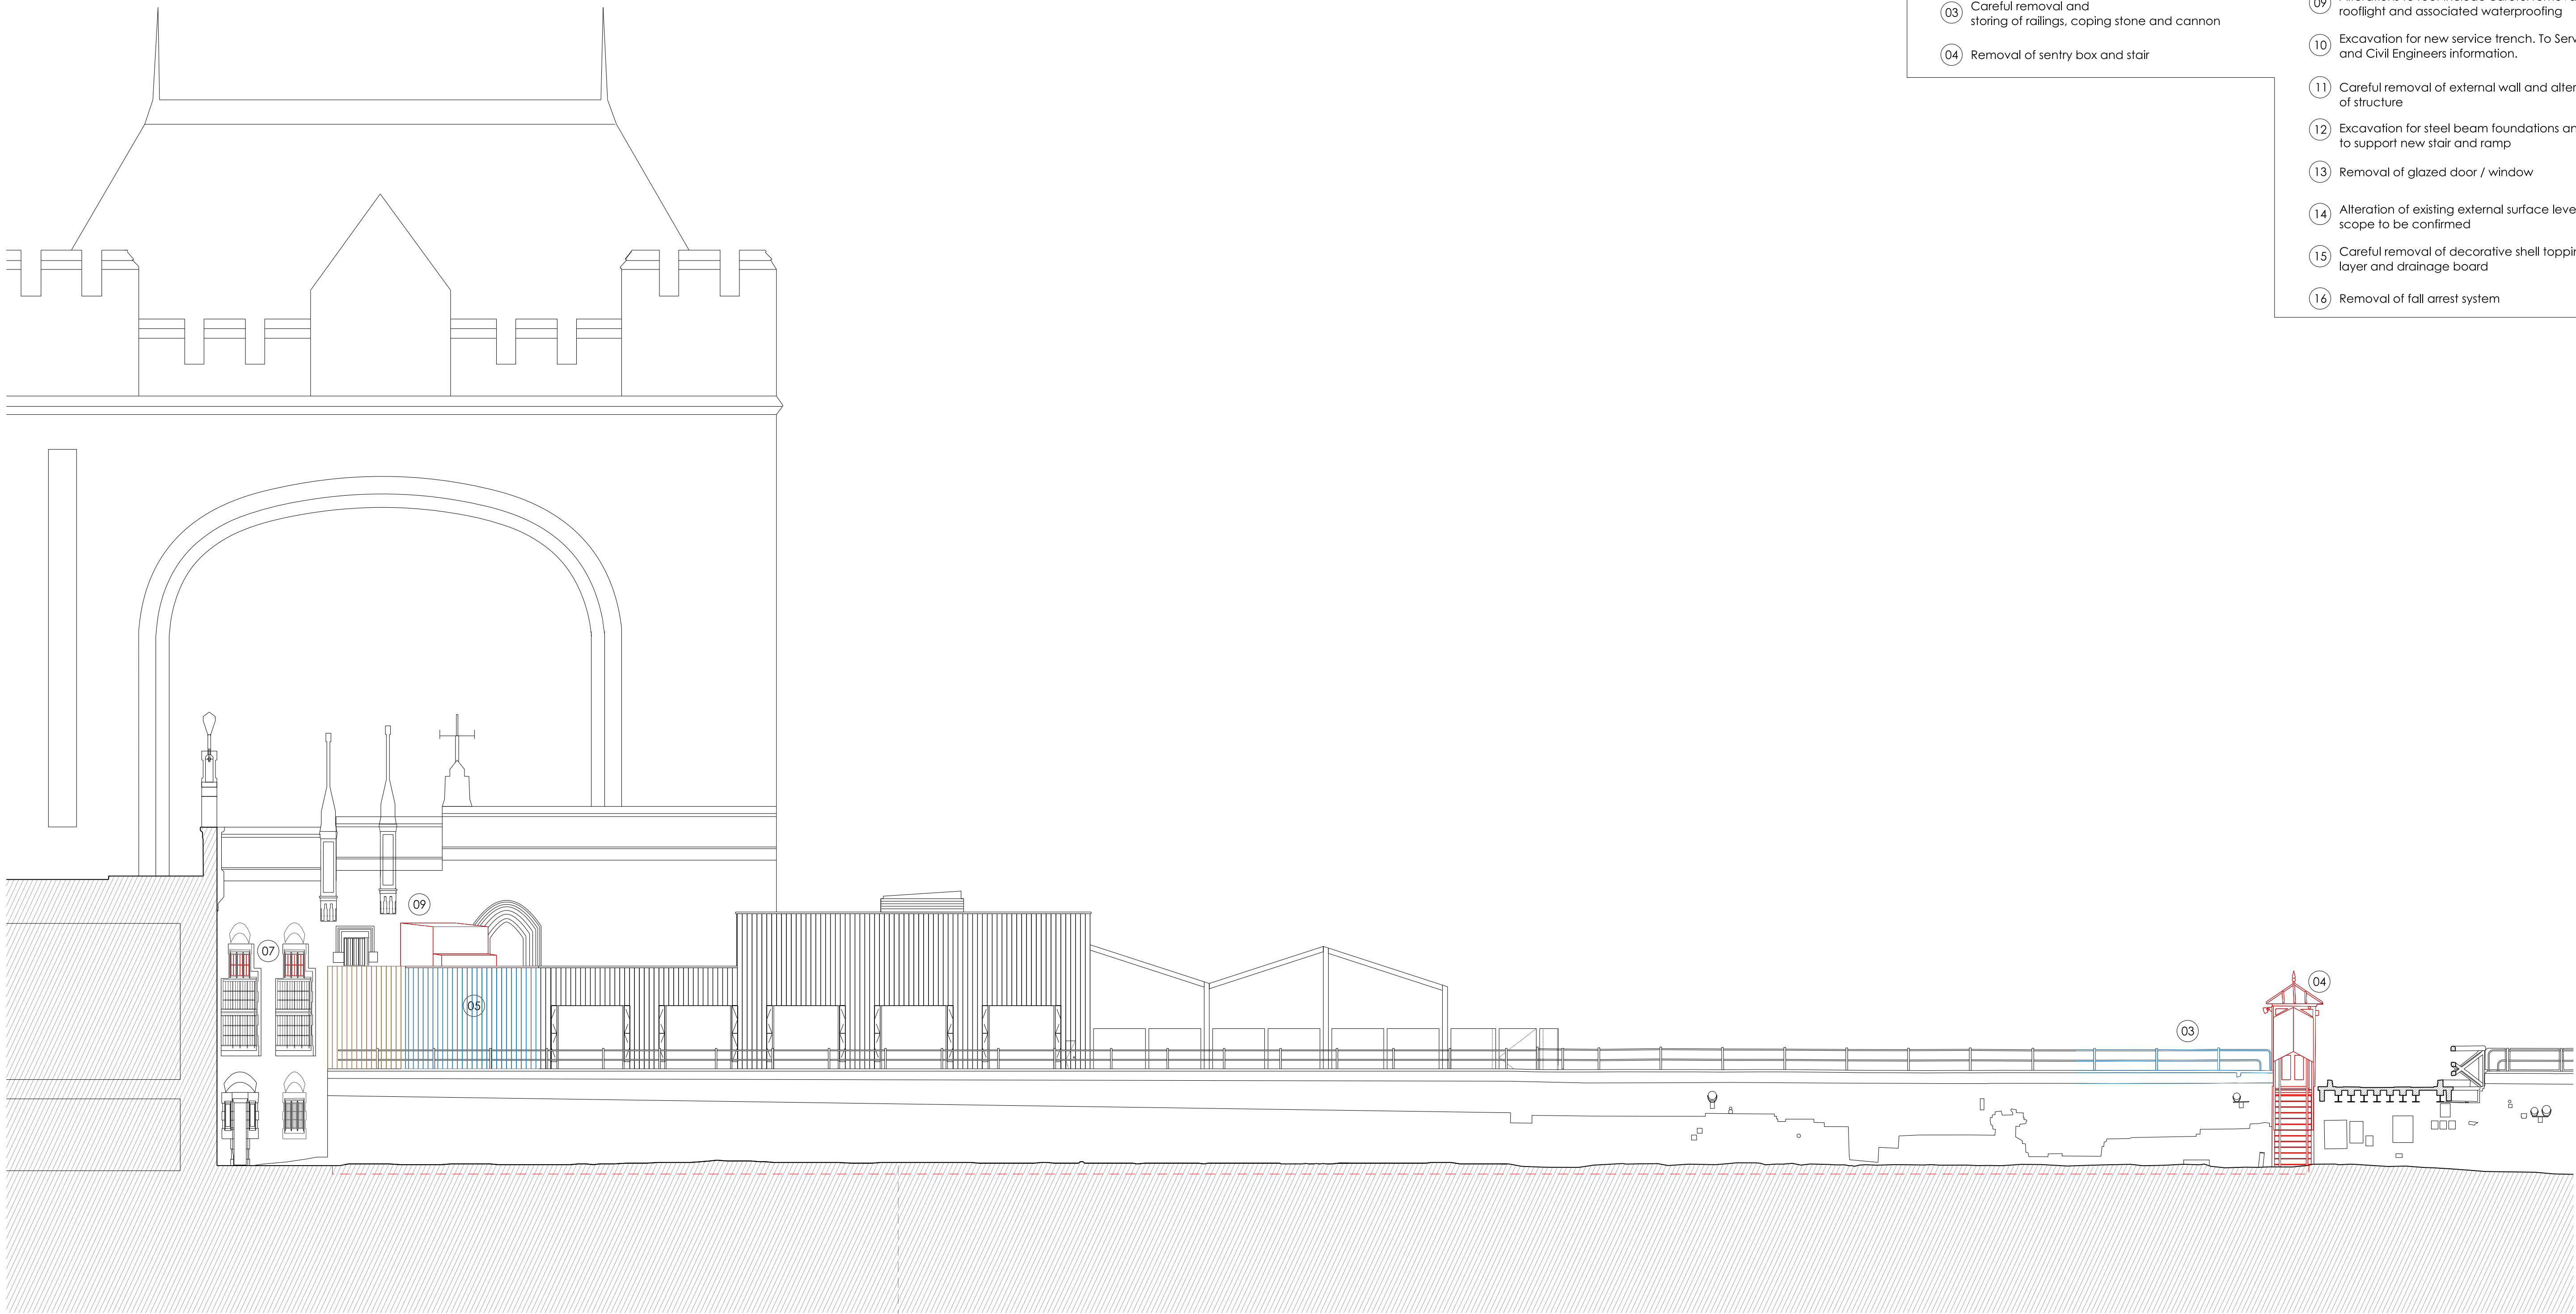 03 Careful removal and
storing of railings, coping stone and cannon
04 Removal of sentry box and stair
09
rooflight and associated waterproofing
10 Excavation for new service trench. To Serv
and Civil Engineers information.
11 Careful removal of external wall and alter
of structure
12 Excavation for steel beam foundations an
to support new stair and ramp
13 Removal of glazed door / window
14 Alteration of existing external surface leve
scope to be confirmed
15 Careful removal of decorative shell toppi
layer and drainage board
16 Removal of fall arrest system
09
07
05
04
03